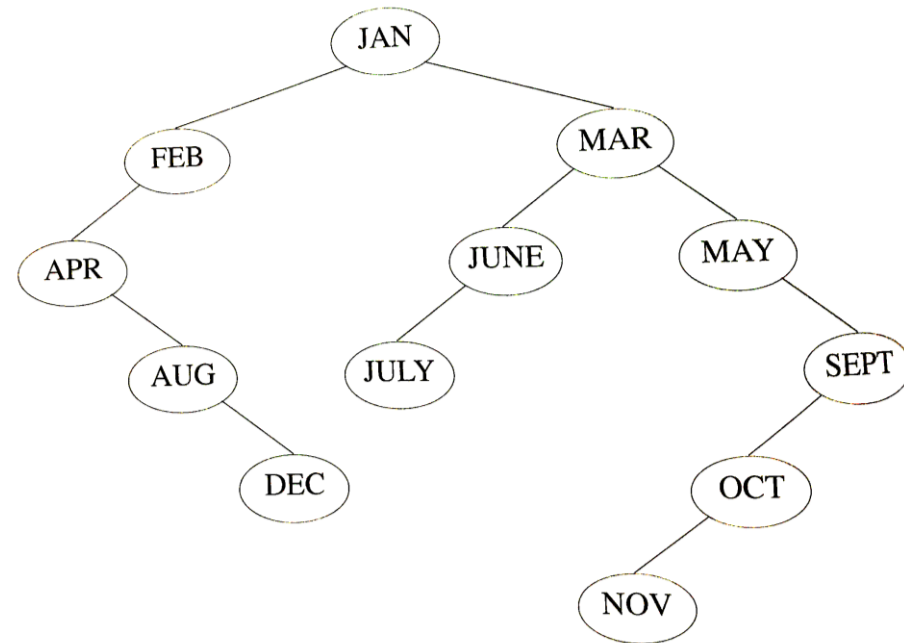 JAN
FEB
MAR
APR
JUNE
MAY
AUG
JULY
SEPT
DEC
OCT
NOV